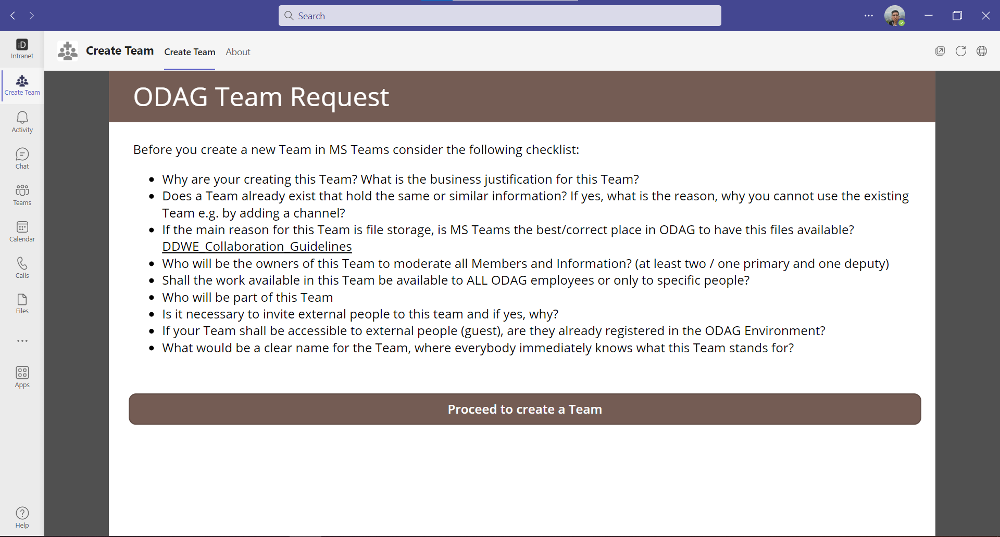 Search
iD
Intranet
Create Team
Create Team
About
Create Team
Activity
Chat
Teams
Calendar
Calls
Files
Apps
Help
ODAG Team Request
Before you create a new Team in MS Teams consider the following checklist:
• Why are your creating this Team? What is the business justification for this Team?
• Does a Team already exist that hold the same or similar information? If yes, what is the reason, why you cannot use the existing
Team e.g. by adding a channel?
• If the main reason for this Team is file storage, is MS Teams the best/correct place in ODAG to have this files available?
DDWE_Collaboration_Guidelines
• Who will be the owners of this Team to moderate all Members and Information? (at least two / one primary and one deputy)
• Shall the work available in this Team be available to ALL ODAG employees or only to specific people?
• Who will be part of this Team
• Is it necessary to invite external people to this team and if yes, why?
• If your Team shall be accessible to external people (guest), are they already registered in the ODAG Environment?
• What would be a clear name for the Team, where everybody immediately knows what this Team stands for?
Proceed to create a Team